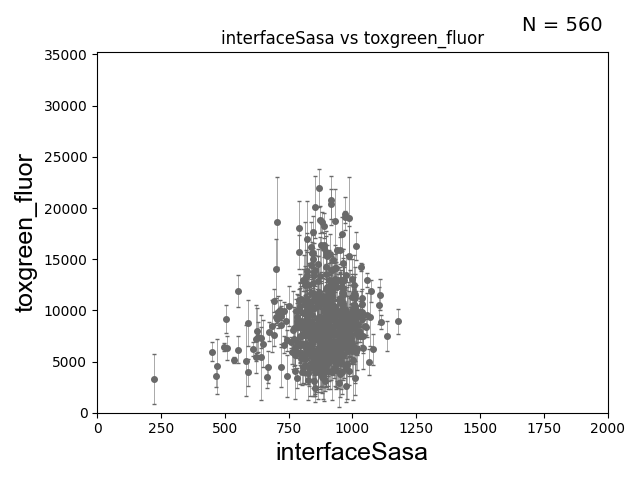 N = 560
interfaceSasa vs toxgreen_fluor
35000
30000
25000
20000
15000
10000
5000
0
toxgreen_fluor
0 250 500 750 1000 1250 1500 1750 2000
interfaceSasa